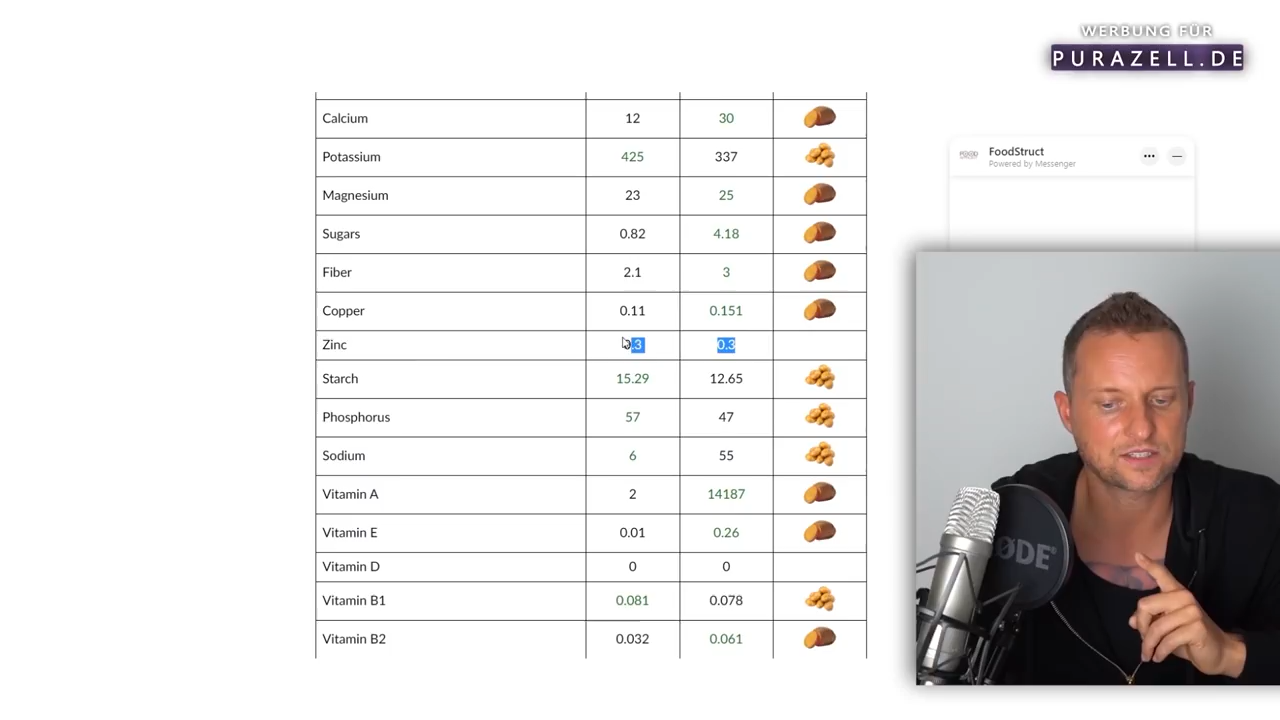 WERBUNG FÜR
PURAZELL.DE
Calcium 12 30
FoodStruct
Powered by Messenger
Potassium 425 337
Magnesium 23 25
Sugars 0.82 4.18
Fiber 2.1 3
Copper 0.11 0.151
Zinc 0.3 0.3
Starch 15.29 12.65
Phosphorus 57 47
Sodium 6 55
Vitamin A 2 14187
Vitamin E 0.01 0.26
RØDE
Vitamin D 0 0
Vitamin B1 0.081 0.078
Vitamin B2 0.032 0.061